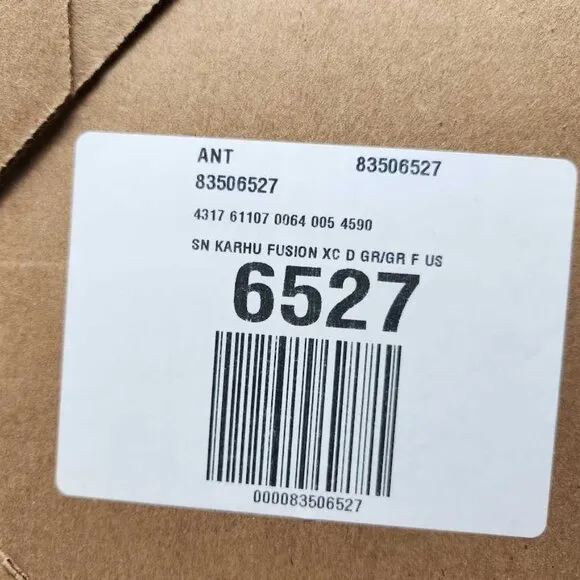 ANT 83506527
83506527
4317 61107 0064 005 4590
SN KARHU FUSION XC D GR/GR F US
6527
000083506527